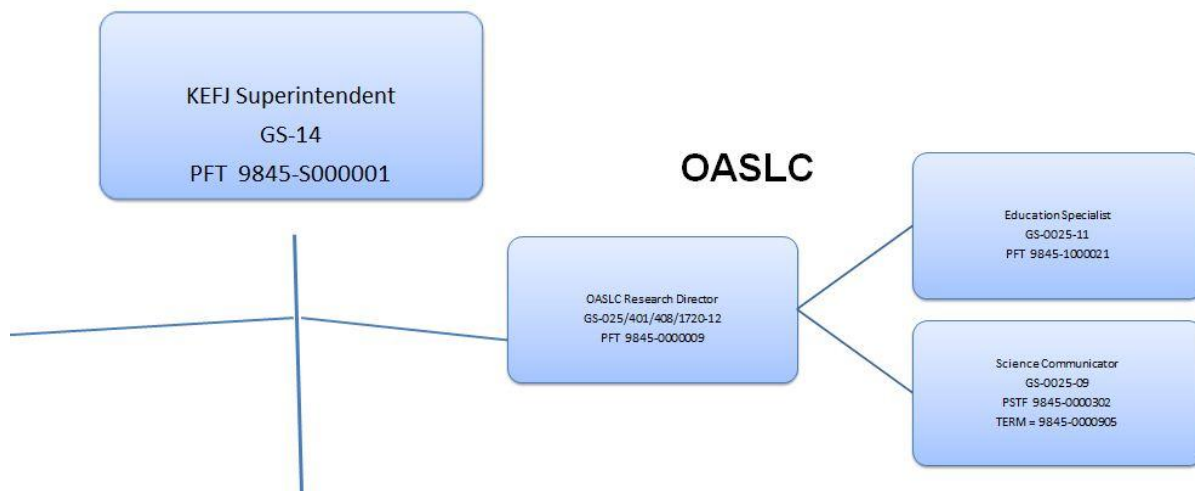 KEFJ Superintendent
GS-14
PFT 9845-S000001
OASLC
OASLC Research Director
GS-025/401/408/1720-12
PFT 9845-0000009
Education Specialist
GS-0025-11
PFT 9845-1000021
Science Communicator
GS-0025-09
PSTF 9845-0000302
TERM = 9845-0000905